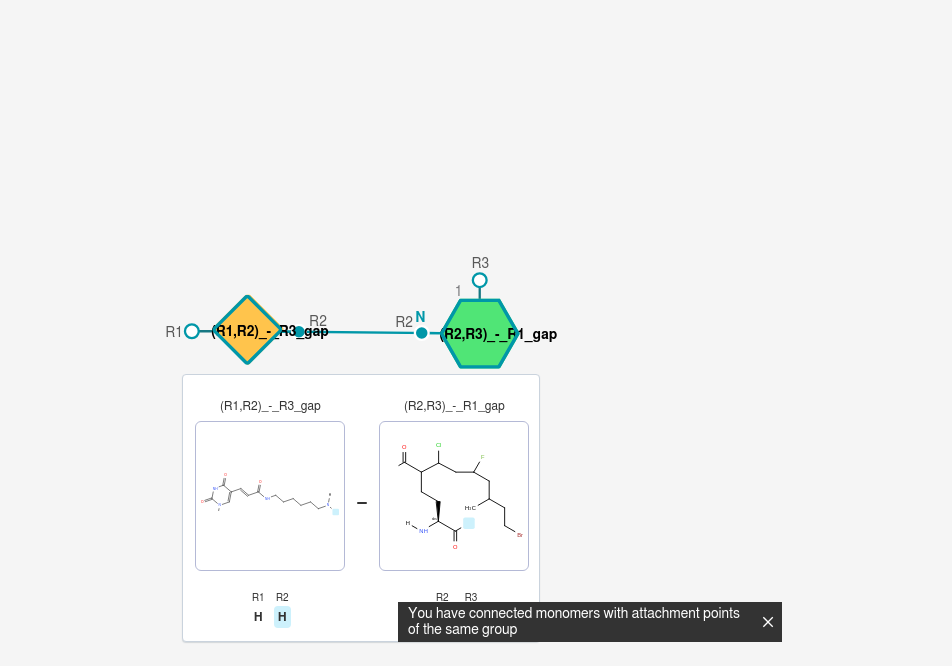 R3
1
N
R2
R2
R1
(R1,R2)_-_R3_gap
(R2,R3)_-_R1_gap
(R1,R2)_-_R3_gap
(R2,R3)_-_R1_gap
O
Cl
F
H₃C
Br
H
NH
O
R1 R2
H H
R2 R3
You have connected monomers with attachment points
of the same group